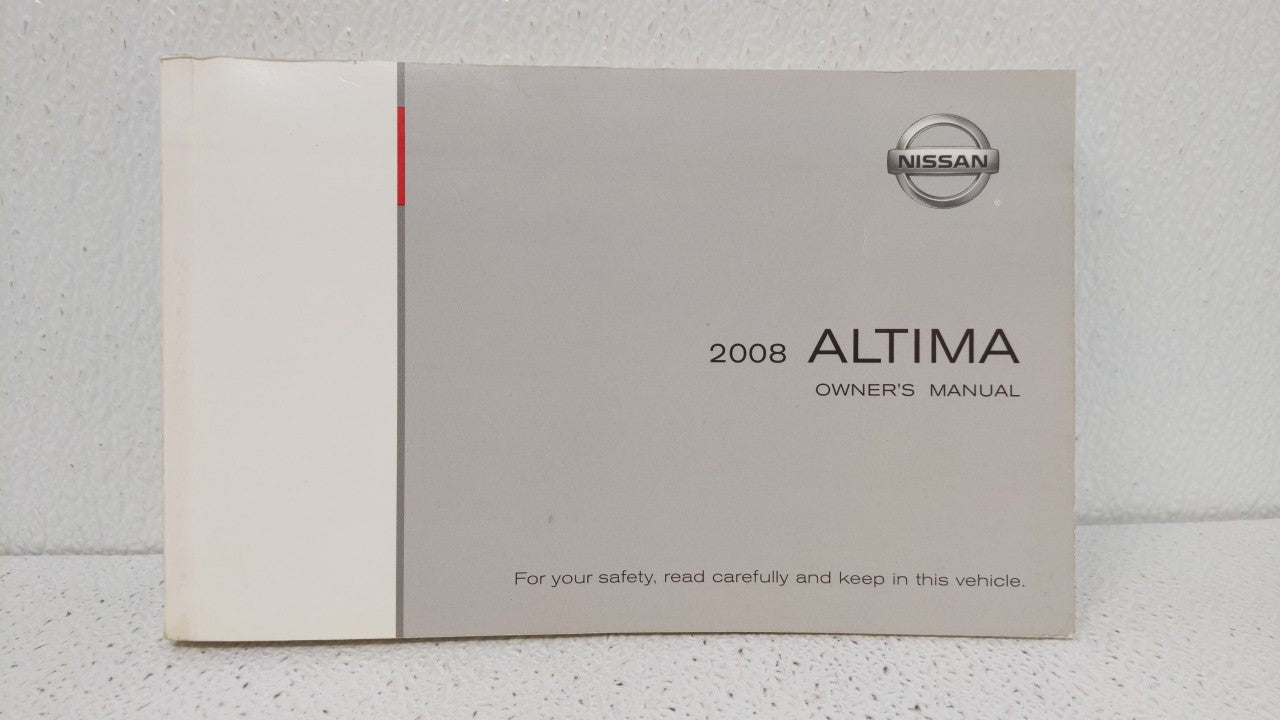 NISSAN
®
2008 ALTIMA
OWNER'S MANUAL
For your safety, read carefully and keep in this vehicle.